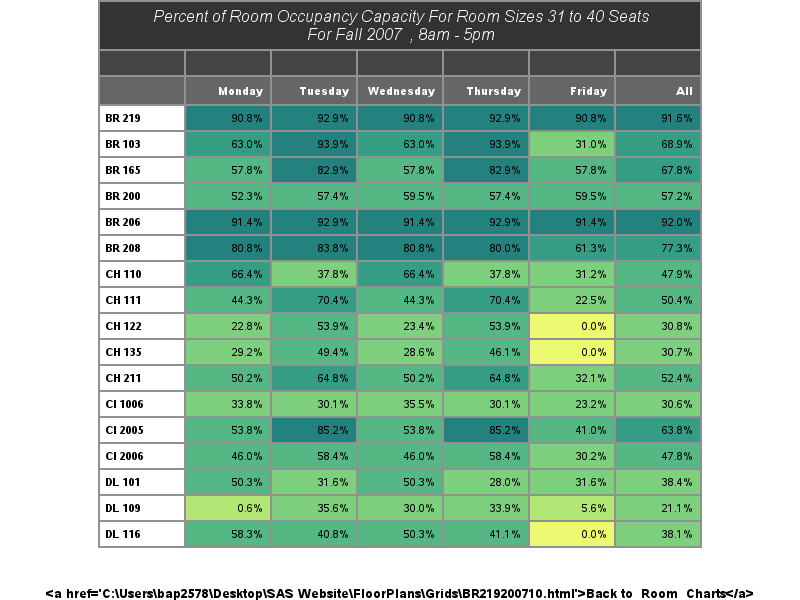 Percent of Room Occupancy Capacity For Room Sizes 31 to 40 Seats
For Fall 2007 , 8am - 5pm
Monday Tuesday Wednesday Thursday Friday All
BR 219 90.8% 92.9% 90.8% 92.9% 90.8% 91.6%
BR 103 63.0% 93.9% 63.0% 93.9% 31.0% 68.9%
BR 165 57.8% 82.9% 57.8% 82.9% 57.8% 67.8%
BR 200 52.3% 57.4% 59.5% 57.4% 59.5% 57.2%
BR 206 91.4% 92.9% 91.4% 92.9% 91.4% 92.0%
BR 208 80.8% 83.8% 80.8% 80.0% 61.3% 77.3%
CH 110 66.4% 37.8% 66.4% 37.8% 31.2% 47.9%
CH 111 44.3% 70.4% 44.3% 70.4% 22.5% 50.4%
CH 122 22.8% 53.9% 23.4% 53.9% 0.0% 30.8%
CH 135 29.2% 49.4% 28.6% 46.1% 0.0% 30.7%
CH 211 50.2% 64.8% 50.2% 64.8% 32.1% 52.4%
CI 1006 33.8% 30.1% 35.5% 30.1% 23.2% 30.6%
CI 2005 53.8% 85.2% 53.8% 85.2% 41.0% 63.8%
CI 2006 46.0% 58.4% 46.0% 58.4% 30.2% 47.8%
DL 101 50.3% 31.6% 50.3% 28.0% 31.6% 38.4%
DL 109 0.6% 35.6% 30.0% 33.9% 5.6% 21.1%
DL 116 58.3% 40.8% 50.3% 41.1% 0.0% 38.1%
<a href='C:\Users\bap2578\Desktop\SAS Website\FloorPlans\Grids\BR219200710.html'>Back to Room Charts</a>